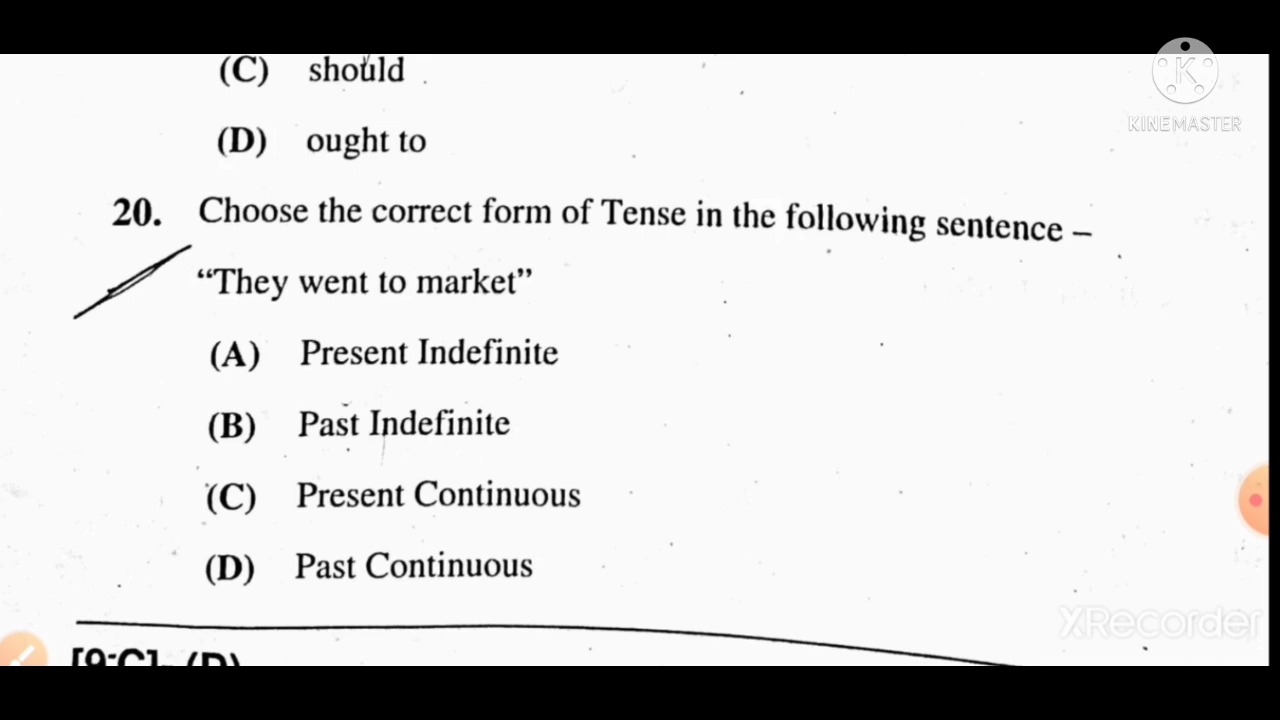 (C) should
(D) ought to
20. Choose the correct form of Tense in the following sentence –
“They went to market”
(A) Present Indefinite
(B) Past Indefinite
(C) Present Continuous
(D) Past Continuous
[9-C]- (D)
KINEMASTER
XRecorder